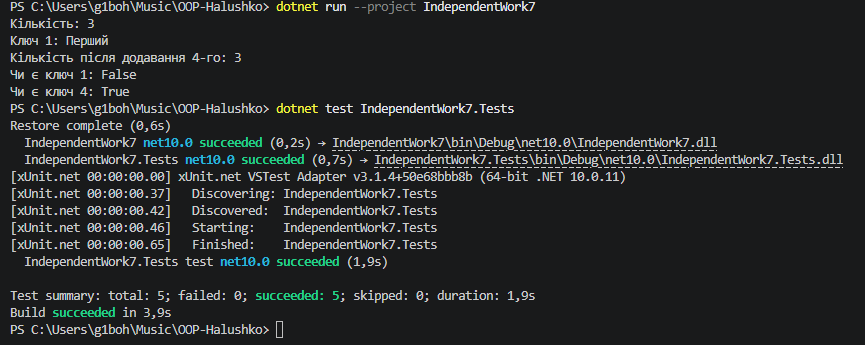 PS C:\Users\g1boh\Music\OOP-Halushko> dotnet run --project IndependentWork7
Кількість: 3
Ключ 1: Перший
Кількість після додавання 4-го: 3
Чи є ключ 1: False
Чи є ключ 4: True
PS C:\Users\g1boh\Music\OOP-Halushko> dotnet test IndependentWork7.Tests
Restore complete (0,6s)
  IndependentWork7 net10.0 succeeded (0,2s) → IndependentWork7\bin\Debug\net10.0\IndependentWork7.dll
  IndependentWork7.Tests net10.0 succeeded (0,7s) → IndependentWork7.Tests\bin\Debug\net10.0\IndependentWork7.Tests.dll
[xUnit.net 00:00:00.00] xUnit.net VSTest Adapter v3.1.4+50e68bbb8b (64-bit .NET 10.0.11)
[xUnit.net 00:00:00.37]   Discovering: IndependentWork7.Tests
[xUnit.net 00:00:00.42]   Discovered:  IndependentWork7.Tests
[xUnit.net 00:00:00.46]   Starting:    IndependentWork7.Tests
[xUnit.net 00:00:00.65]   Finished:    IndependentWork7.Tests
  IndependentWork7.Tests test net10.0 succeeded (1,9s)

Test summary: total: 5; failed: 0; succeeded: 5; skipped: 0; duration: 1,9s
Build succeeded in 3,9s
PS C:\Users\g1boh\Music\OOP-Halushko>